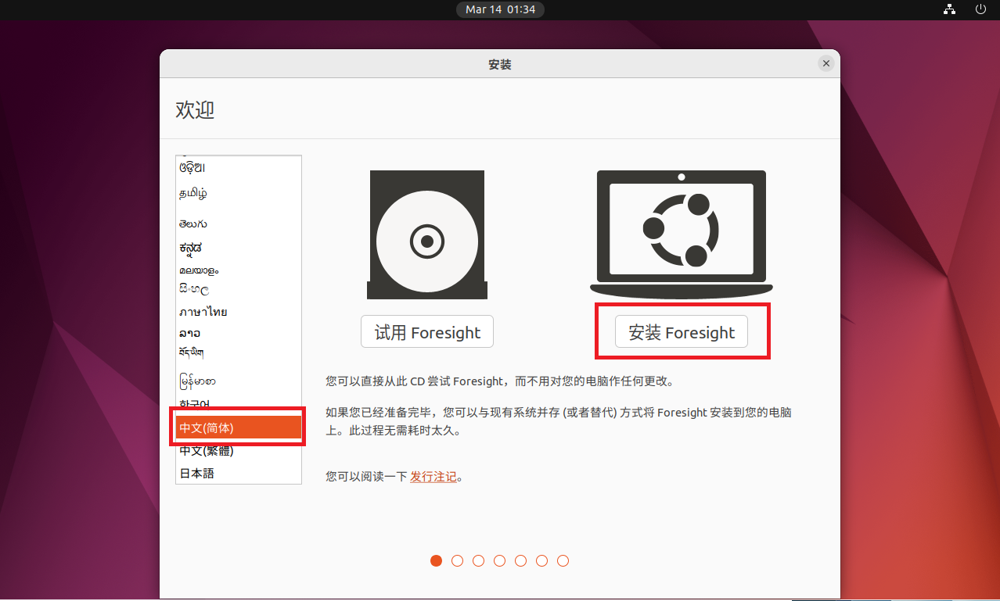 Mar 14 01:34
安装
欢迎
ଓଡ଼ିଆ
தமிழ்
తెలుగు
ಕನ್ನಡ
മലയാളം
සිංහල
ภาษาไทย
ລາວ
བོད་ཡིག
မြန်မာစာ
한국어
中文(简体)
中文(繁體)
日本語
试用 Foresight
安装 Foresight
您可以直接从此 CD 尝试 Foresight，而不用对您的电脑作任何更改。
如果您已经准备完毕，您可以与现有系统并存 (或者替代) 方式将 Foresight 安装到您的电脑
上。此过程无需耗时太久。
您可以阅读一下 发行注记。